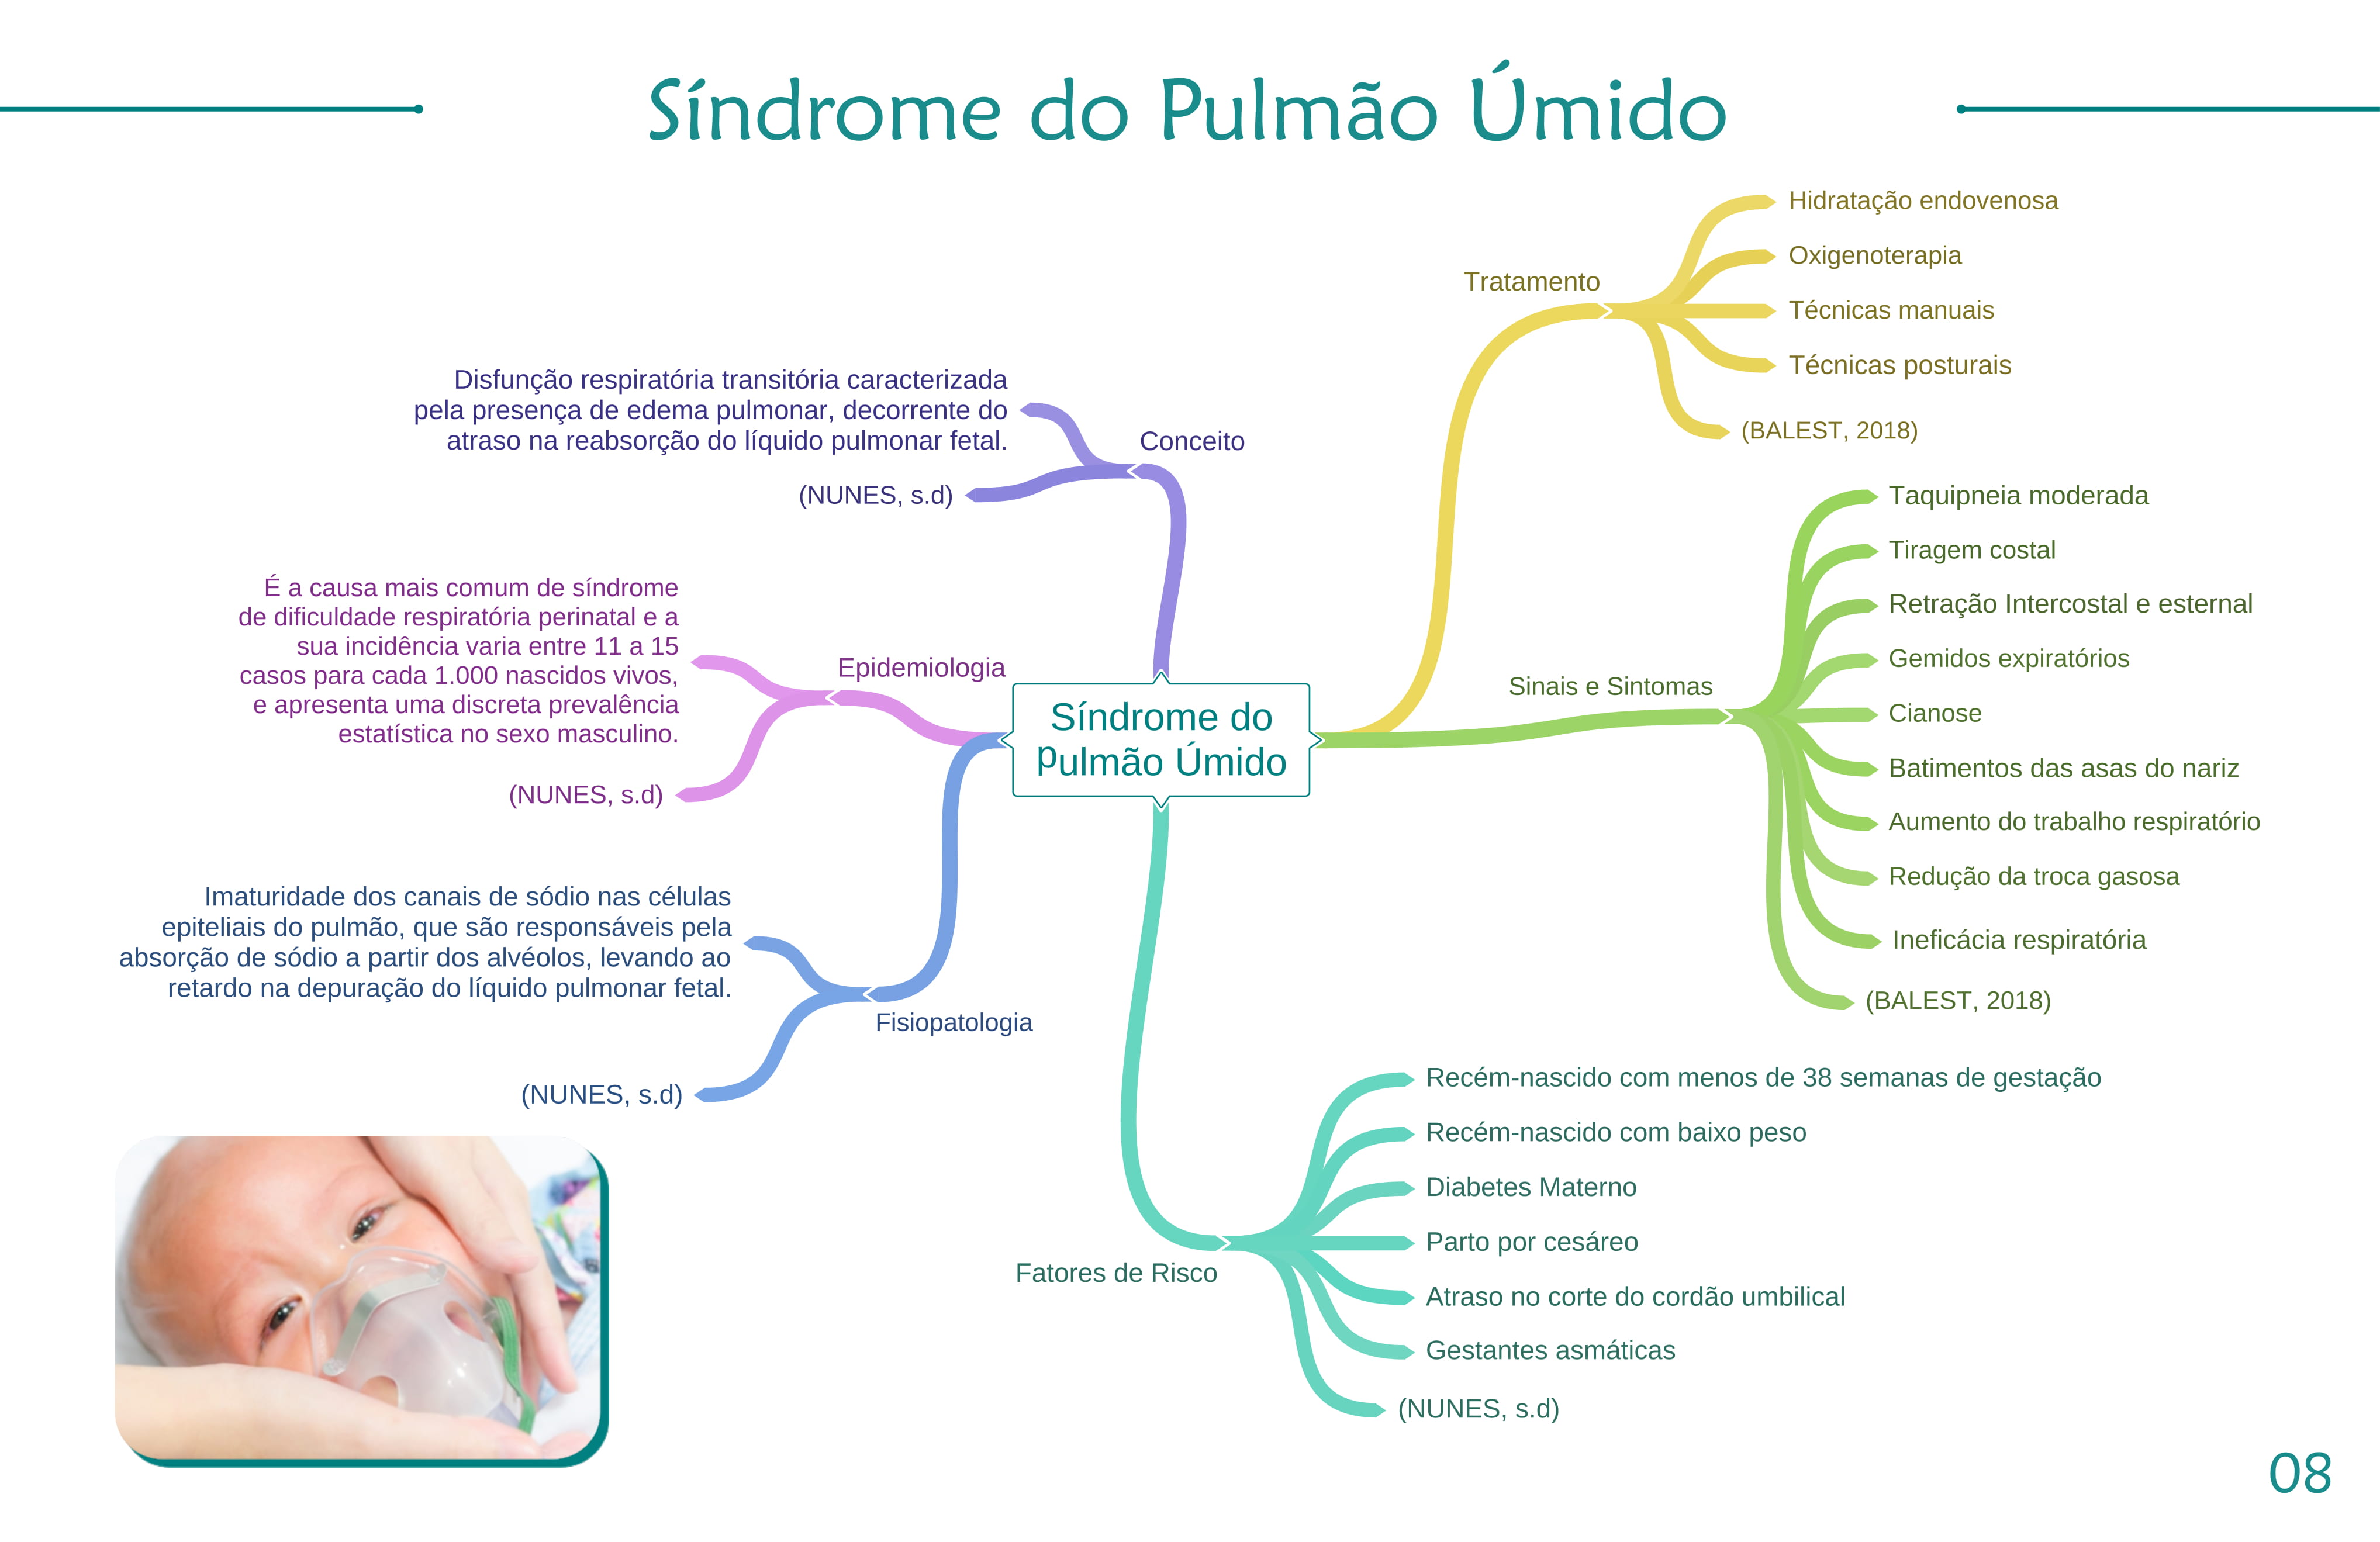 Síndrome do Pulmão Úmido
Hidratação endovenosa
Oxigenoterapia
Tratamento
Técnicas manuais
Técnicas posturais
(BALEST, 2018)
Disfunção respiratória transitória caracterizada
pela presença de edema pulmonar, decorrente do
atraso na reabsorção do líquido pulmonar fetal.
Conceito
(NUNES, s.d)
Taquipneia moderada
Tiragem costal
Retração Intercostal e esternal
Gemidos expiratórios
Sinais e Sintomas
Cianose
Batimentos das asas do nariz
Aumento do trabalho respiratório
Redução da troca gasosa
Ineficácia respiratória
(BALEST, 2018)
É a causa mais comum de síndrome
de dificuldade respiratória perinatal e a
sua incidência varia entre 11 a 15
casos para cada 1.000 nascidos vivos,
e apresenta uma discreta prevalência
estatística no sexo masculino.
Epidemiologia
(NUNES, s.d)
Síndrome do
pulmão Úmido
Imaturidade dos canais de sódio nas células
epiteliais do pulmão, que são responsáveis pela
absorção de sódio a partir dos alvéolos, levando ao
retardo na depuração do líquido pulmonar fetal.
Fisiopatologia
(NUNES, s.d)
Recém-nascido com menos de 38 semanas de gestação
Recém-nascido com baixo peso
Diabetes Materno
Parto por cesáreo
Fatores de Risco
Atraso no corte do cordão umbilical
Gestantes asmáticas
(NUNES, s.d)
08